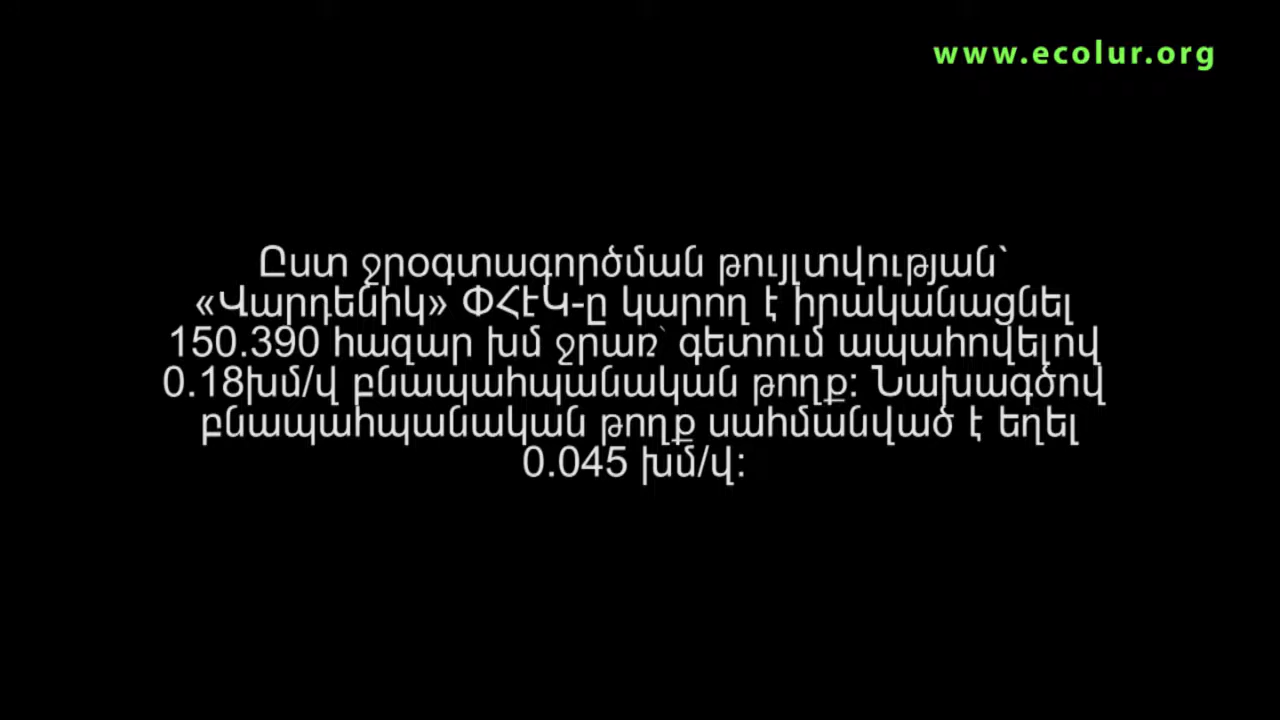 www.ecolur.org
Ըստ ջրօգտագործման թույլտվության՝
«Վարդենիկ» ՓՀԷԿ-ը կարող է իրականացնել
150.390 հազար խմ ջրառ՝ գետում ապահովելով
0.18խմ/վ բնապահպանական թողք: Նախագծով
բնապահպանական թողք սահմանված է եղել
0.045 խմ/վ: